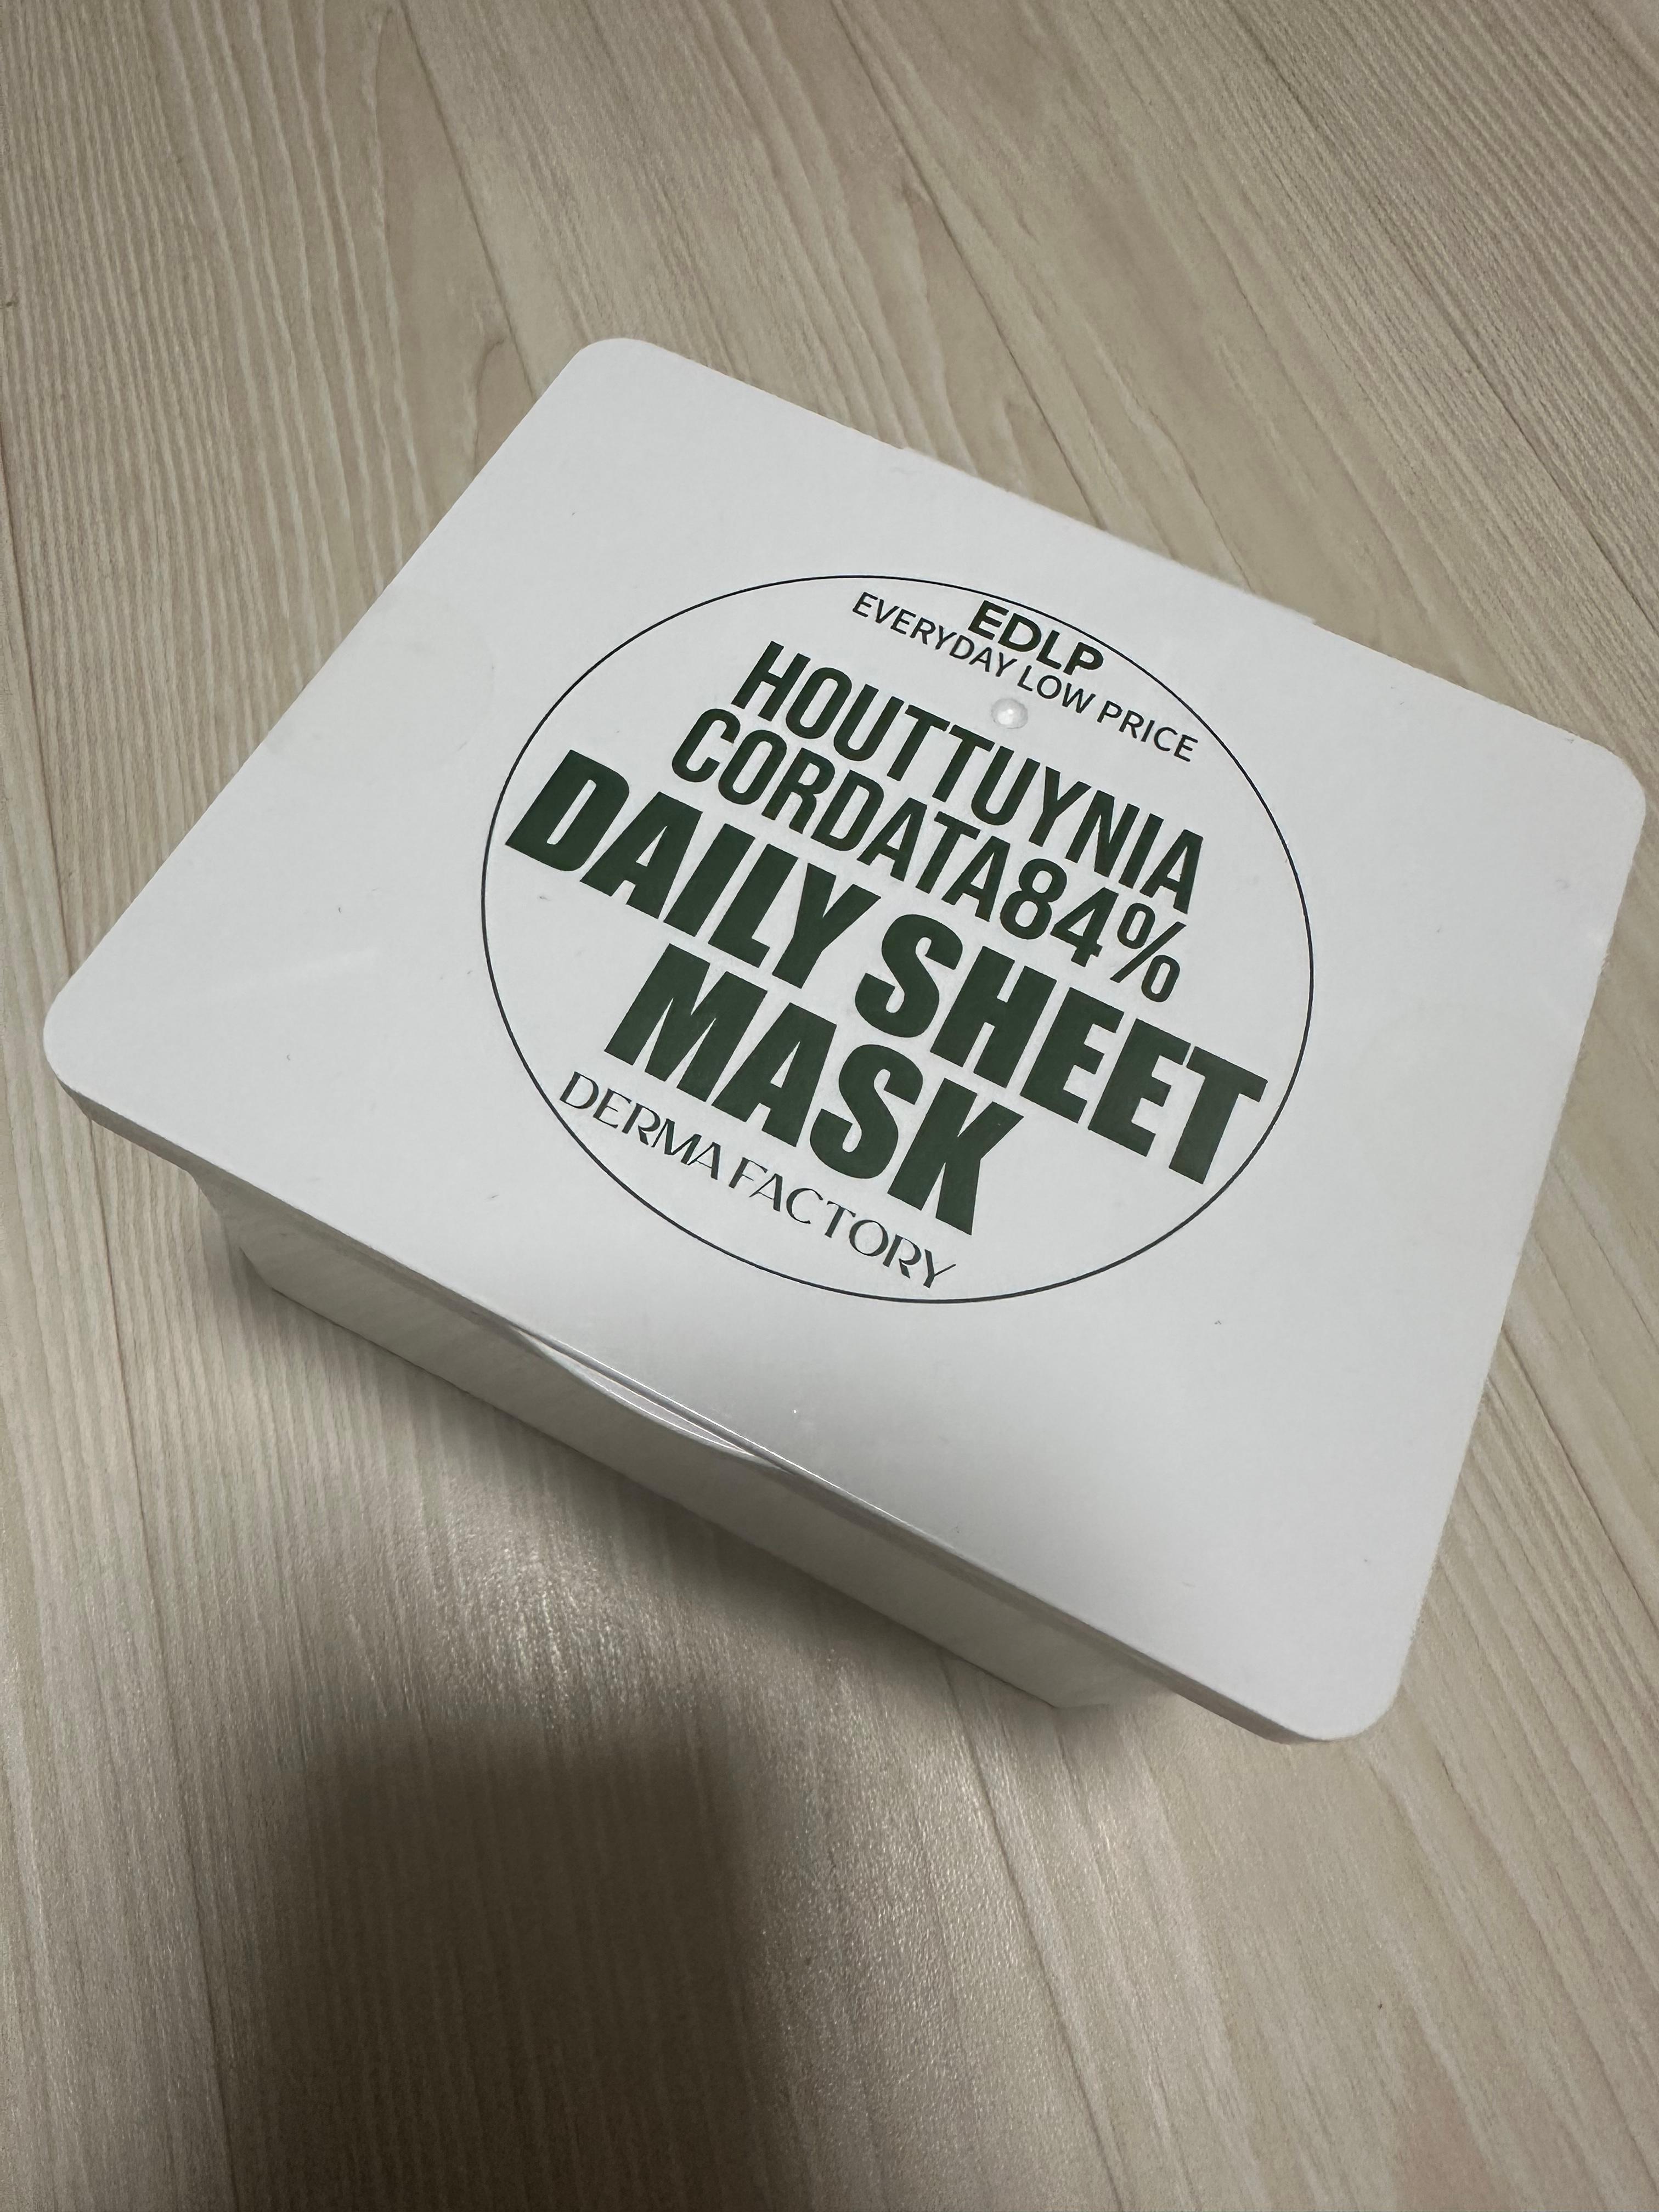 EDLP
EVERYDAY LOW PRICE
HOUTTUYNIA
CORDATA84%
DAILY SHEET
MASK
DERMA FACTORY